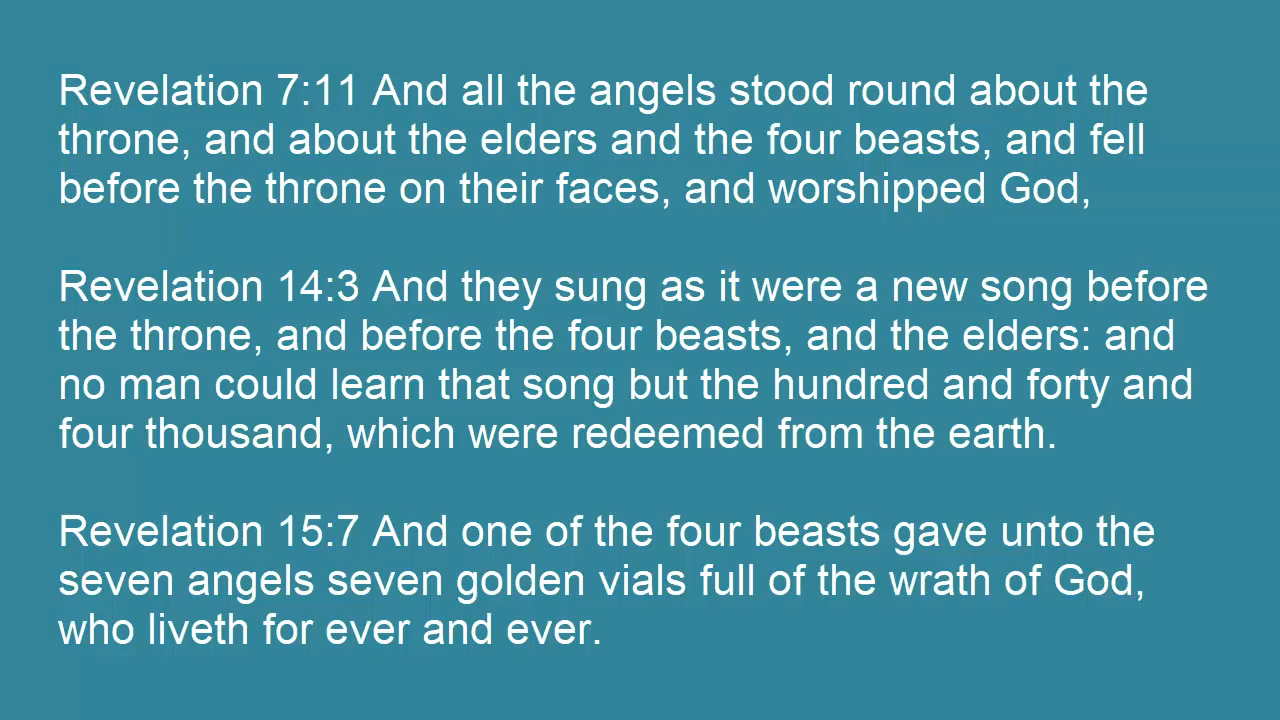 Revelation 7:11 And all the angels stood round about the
throne, and about the elders and the four beasts, and fell
before the throne on their faces, and worshipped God,
Revelation 14:3 And they sung as it were a new song before
the throne, and before the four beasts, and the elders: and
no man could learn that song but the hundred and forty and
four thousand, which were redeemed from the earth.
Revelation 15:7 And one of the four beasts gave unto the
seven angels seven golden vials full of the wrath of God,
who liveth for ever and ever.